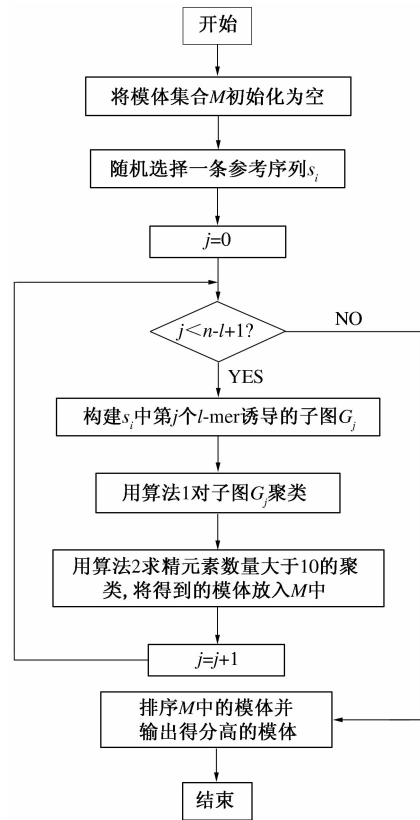 开始
将模体集合M初始化为空
随机选择一条参考序列si
j=0
j<n-l+1?
NO
YES
构建si中第j个l-mer诱导的子图Gj
用算法1对子图Gj聚类
用算法2求精元素数量大于10的聚
类,将得到的模体放入M中
j=j+1
排序M中的模体并
输出得分高的模体
结束